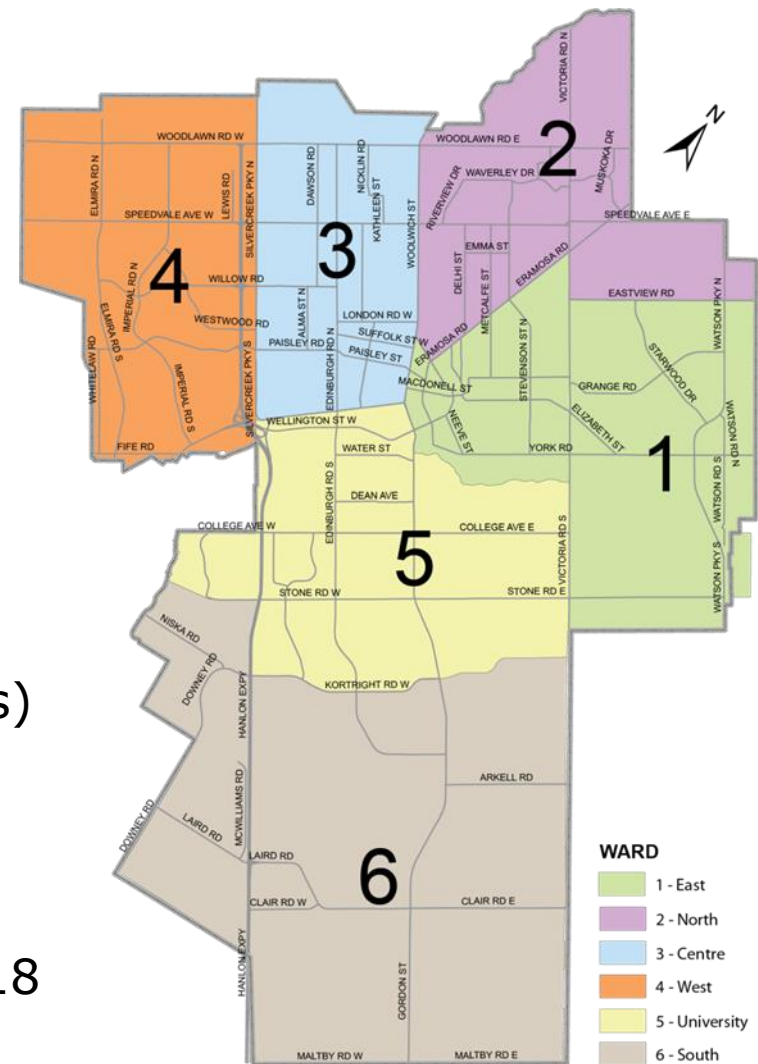 VICTORIA RD N
N
WOODLAWN RD W
WOODLAWN RD E
2
MUSKOKA DR
ELMIRA RD N
LEWIS RD
SILVERCREEK PKY N
DAWSON RD
NICKLIN RD
KATHLEEN ST
WOOLWICH ST
RIVERVIEW DR
WAVERLEY DR
SPEEDVALE AVE W
SPEEDVALE AVE E
3
4
EMMA ST
DELHI ST
METCALFE ST
ERAMOSA RD
WILLOW RD
EASTVIEW RD
WATSON PKY N
IMPERIAL RD N
ELMIRA RD S
WESTWOOD RD
ALMA ST N
LONDON RD W
SUFFOLK ST W
PAISLEY RD
PAISLEY ST
ERAMOSA RD
STEVENSON ST N
STARWOOD DR
WHITELAW RD
IMPERIAL RD S
SILVERCREEK PKY S
EDINBURGH RD N
MACDONELL ST
GRANGE RD
ELIZABETH ST
WATSON RD N
WELLINGTON ST W
NEEVE ST
FIFE RD
WATER ST
YORK RD
1
EDINBURGH RD S
DEAN AVE
WATSON RD S
COLLEGE AVE W
COLLEGE AVE E
5
VICTORIA RD S
WATSON PKY S
STONE RD W
STONE RD E
NISKA RD
DOWNEY RD
s)
KORTRIGHT RD W
HANLON EXPY
ARKELL RD
MCWILLIAMS RD
DOWNEY RD
LAIRD RD
LAIRD RD
6
CLAIR RD W
CLAIR RD E
HANLON EXPY
18
GORDON ST
MALTBY RD W
MALTBY RD E
WARD
1 - East
2 - North
3 - Centre
4 - West
5 - University
6 - South